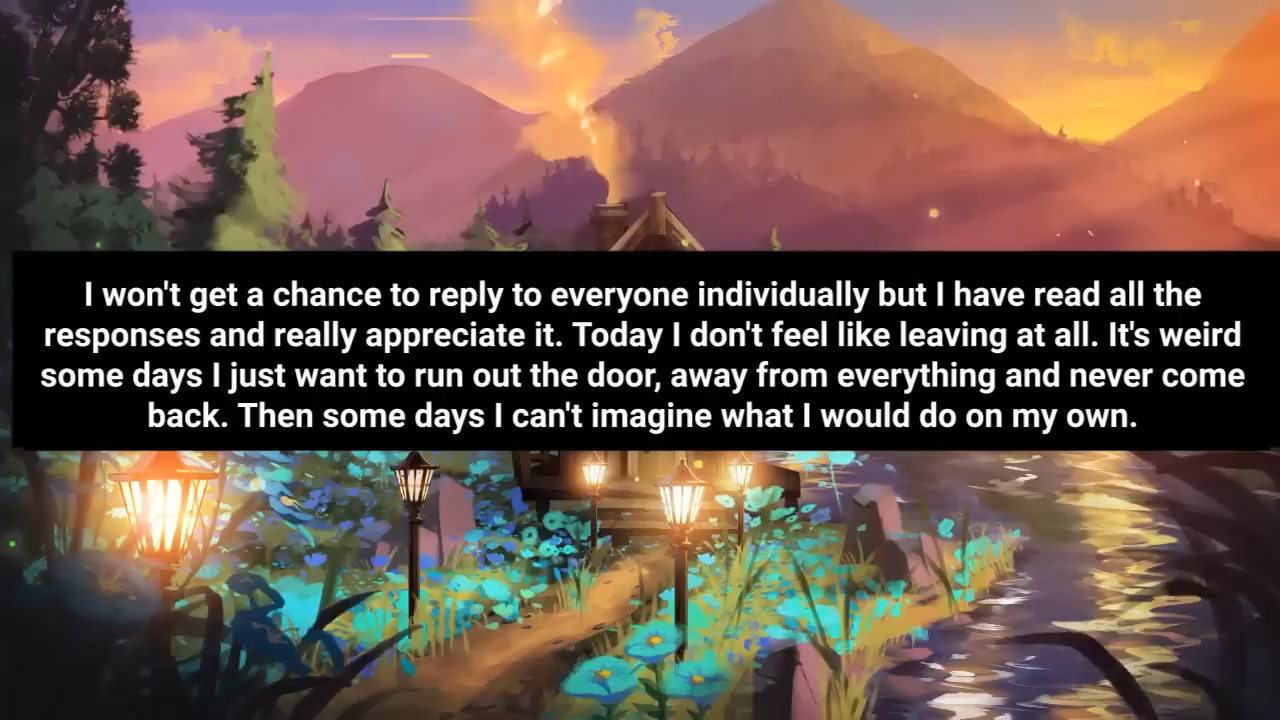 I won't get a chance to reply to everyone individually but I have read all the
responses and really appreciate it. Today I don't feel like leaving at all. It's weird
some days I just want to run out the door, away from everything and never come
back. Then some days I can't imagine what I would do on my own.